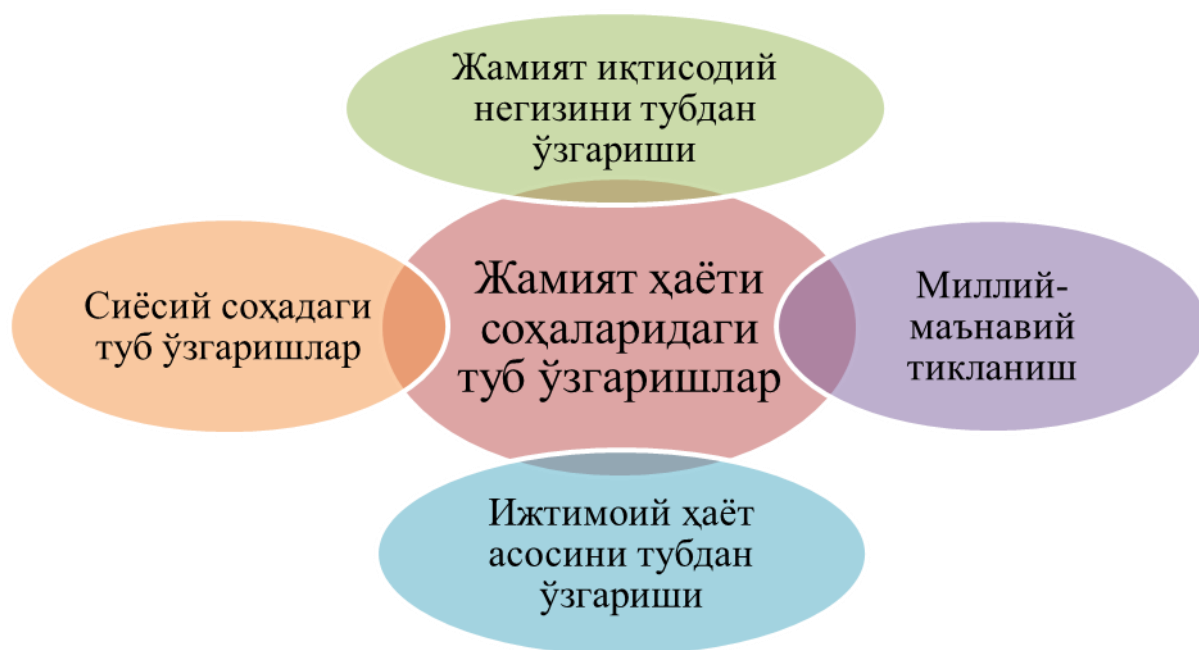 Жамият иқтисодий
негизини тубдан
ўзгариши
Сиёсий соҳадаги
туб ўзгаришлар
Жамият ҳаёти
соҳаларидаги
туб ўзгаришлар
Миллий-
маънавий
тикланиш
Ижтимоий ҳаёт
асосини тубдан
ўзгариши